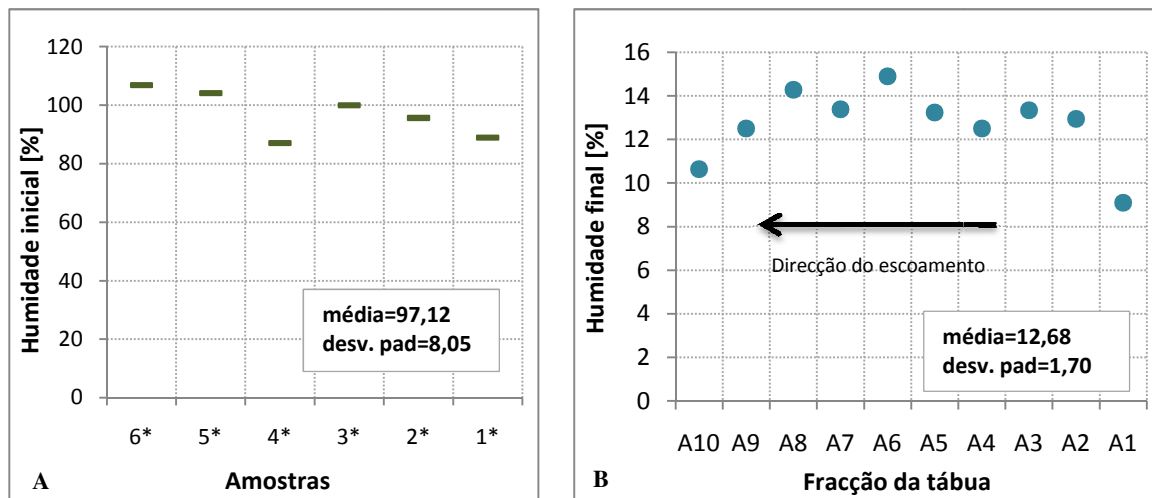 120
100
80
60
40
20
0
Humidade inicial [%]
média=97,12
desv. pad=8,05
6* 5* 4* 3* 2* 1*
A
Amostras
16
14
12
10
8
6
4
2
0
Humidade final [%]
Direcção do escoamento
média=12,68
desv. pad=1,70
A10 A9 A8 A7 A6 A5 A4 A3 A2 A1
B
Fracção da tábua